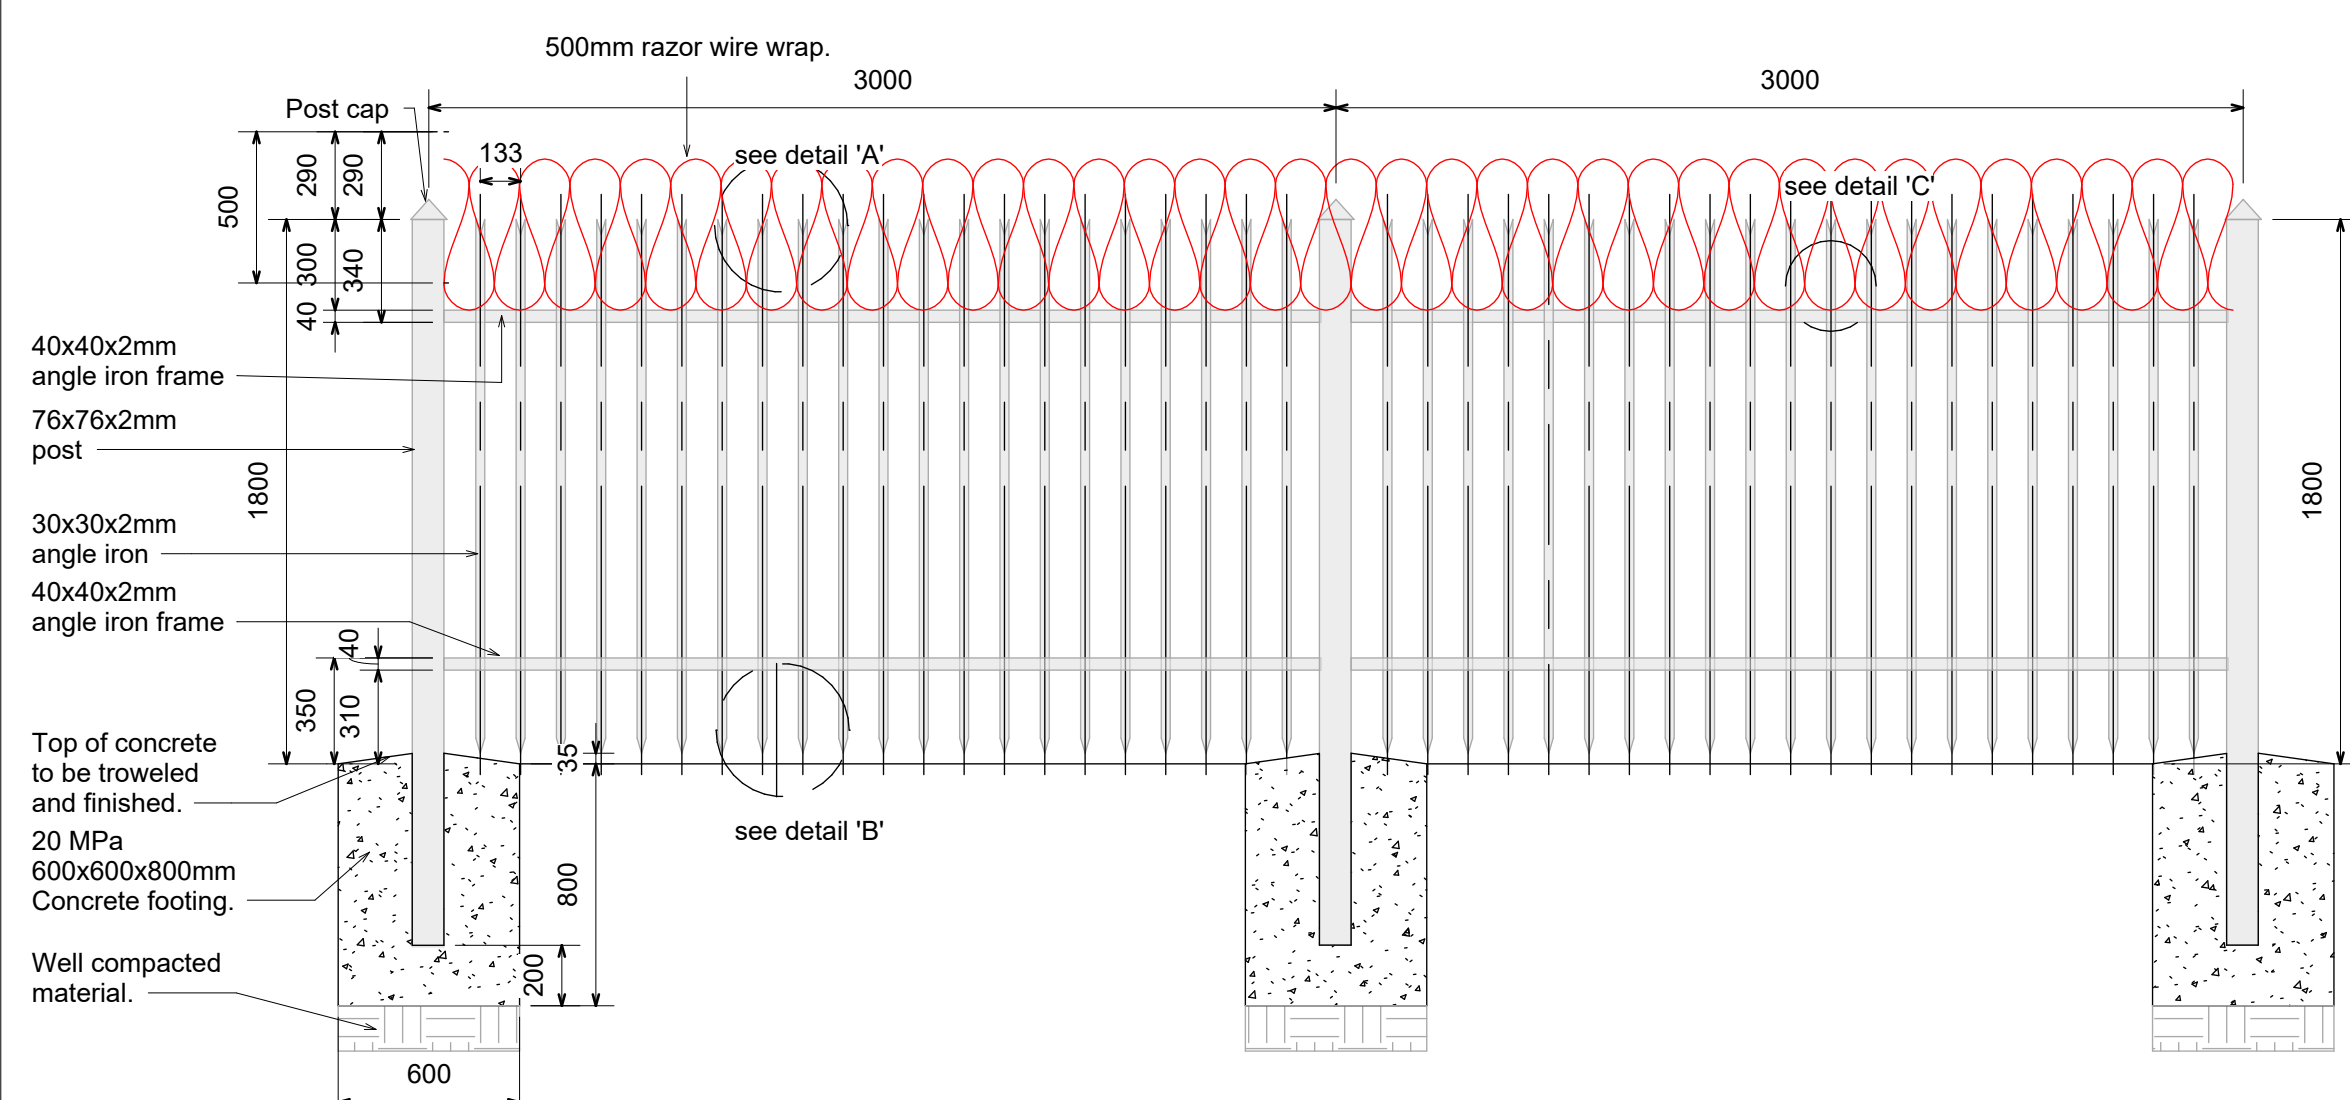 500mm razor wire wrap.
3000
3000
Post cap
133
see detail 'A'
see detail 'C'
290
290
500
300
340
40
40x40x2mm
angle iron frame
76x76x2mm
post
1800
1800
30x30x2mm
angle iron
40x40x2mm
angle iron frame
40
350
310
35
Top of concrete
to be troweled
and finished.
see detail 'B'
20 MPa
600x600x800mm
Concrete footing.
800
200
Well compacted
material.
600